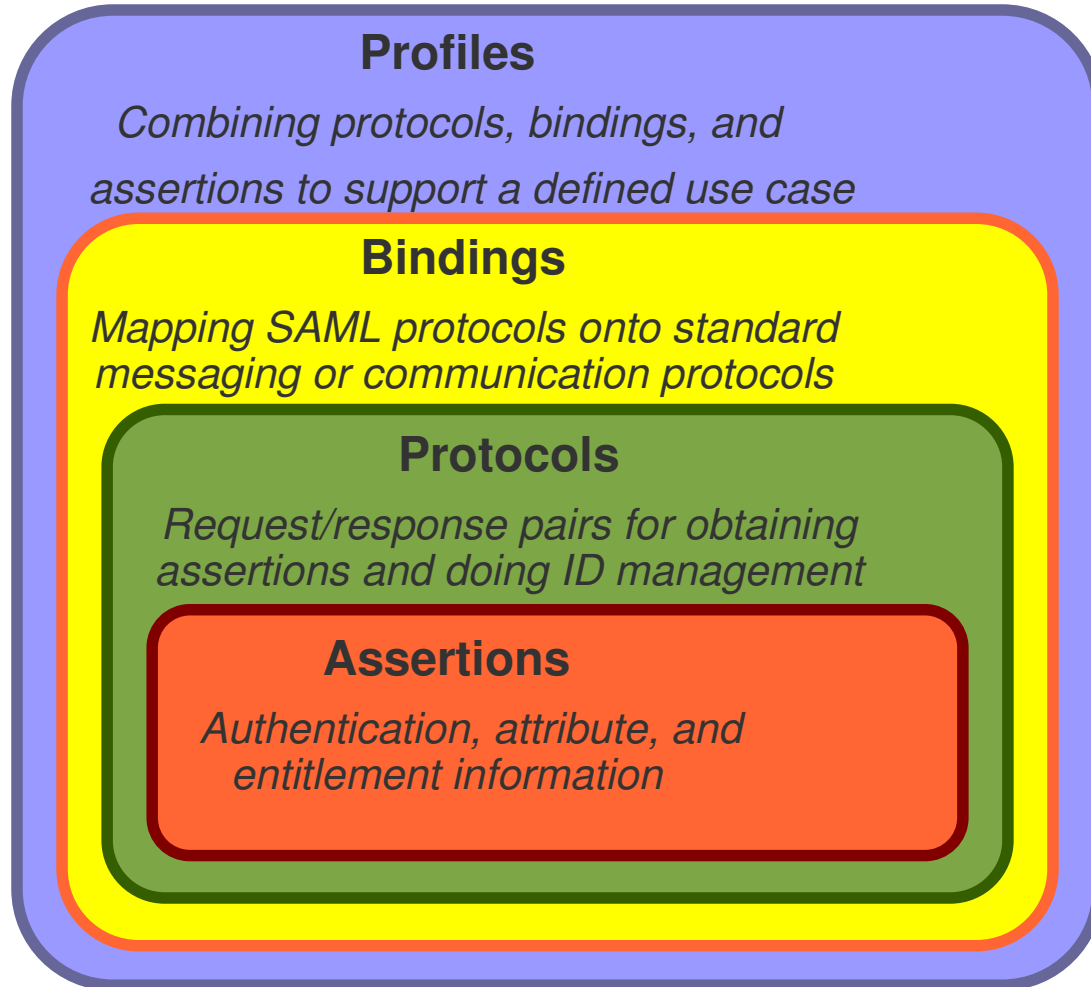 Profiles
Combining protocols, bindings, and
assertions to support a defined use case
Bindings
Mapping SAML protocols onto standard
messaging or communication protocols
Protocols
Request/response pairs for obtaining
assertions and doing ID management
Assertions
Authentication, attribute, and
entitlement information